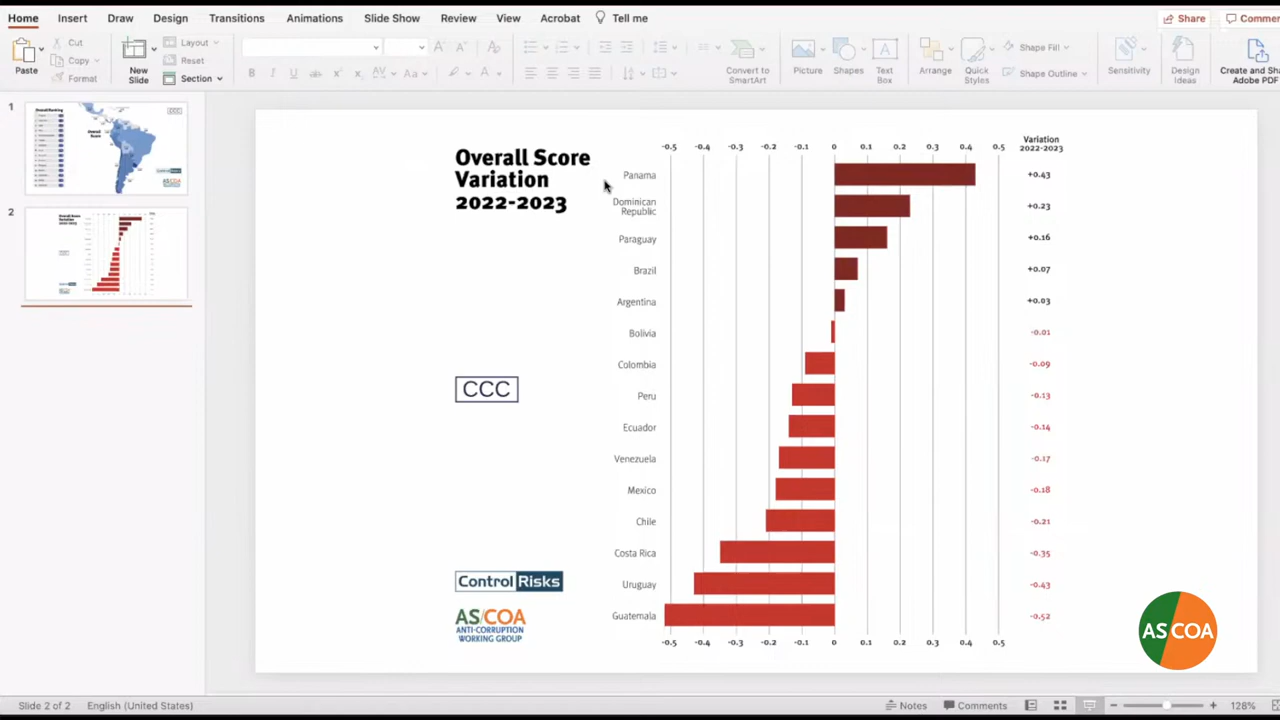 Home Insert Draw Design Transitions Animations Slide Show Review View Acrobat Tell me
Share Commen
Paste
Cut
Copy
Format
New
Slide
Layout
Reset
Section
Convert to
SmartArt
Picture
Shapes
Text
Box
Arrange
Quick
Styles
Shape Fill
Shape Outline
Sensitivity
Design
Ideas
Create and Sha
Adobe PDF
1
2
Overall Score
Variation
2022-2023
CCC
Control Risks
AS/COA
ANTI-CORRUPTION
WORKING GROUP
Variation
2022-2023
-0.5 -0.4 -0.3 -0.2 -0.1 0 0.1 0.2 0.3 0.4 0.5
Panama +0.43
Dominican
Republic +0.23
Paraguay +0.16
Brazil +0.07
Argentina +0.03
Bolivia -0.01
Colombia -0.09
Peru -0.13
Ecuador -0.14
Venezuela -0.17
Mexico -0.18
Chile -0.21
Costa Rica -0.35
Uruguay -0.43
Guatemala -0.52
-0.5 -0.4 -0.3 -0.2 -0.1 0 0.1 0.2 0.3 0.4 0.5
AS COA
Slide 2 of 2 English (United States) Notes Comments 128%